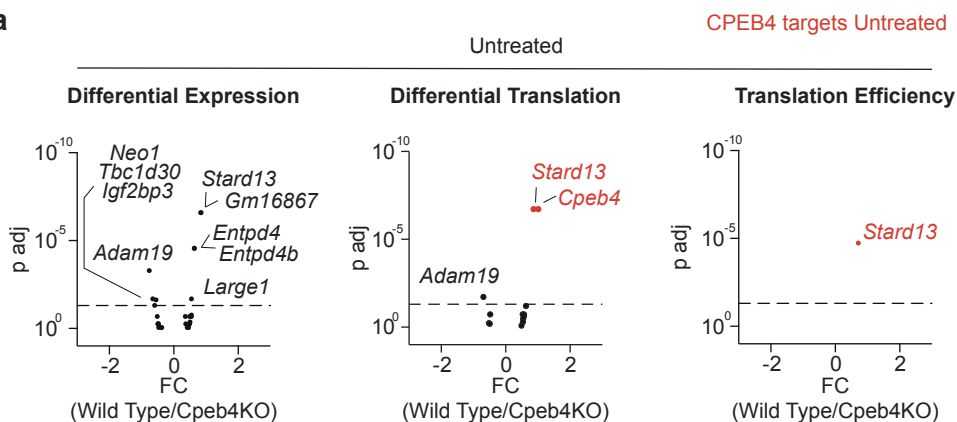 a
CPEB4 targets Untreated
Untreated
Differential Expression
Differential Translation
Translation Efficiency
10^-10
10^-5
10^0
p adj
Neo1
Tbc1d30
Igf2bp3
Stard13
Gm16867
Entpd4
Entpd4b
Adam19
Large1
-2 0 2
FC
(Wild Type/Cpeb4KO)
10^-10
10^-5
10^0
p adj
Stard13
Cpeb4
Adam19
-2 0 2
FC
(Wild Type/Cpeb4KO)
10^-10
10^-5
10^0
p adj
Stard13
-2 0 2
FC
(Wild Type/Cpeb4KO)